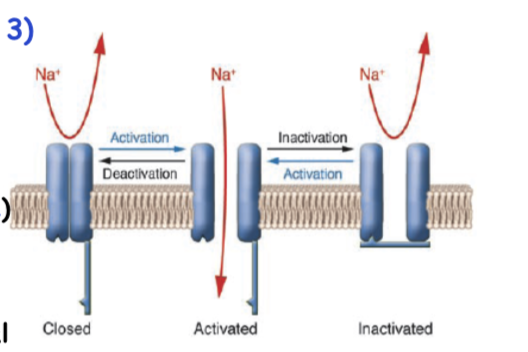 3)
Na⁺ Na⁺ Na⁺
Activation Inactivation
Deactivation Activation
)
l
Closed Activated Inactivated